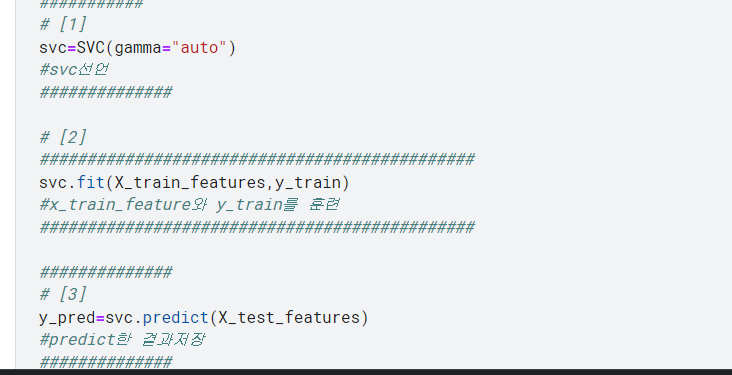 ###########
# [1]
svc=SVC(gamma="auto")
#svc선언
##############
# [2]
##############################################
svc.fit(X_train_features,y_train)
#x_train_feature와 y_train를 훈련
##############################################
##############
# [3]
y_pred=svc.predict(X_test_features)
#predict한 결과저장
##############